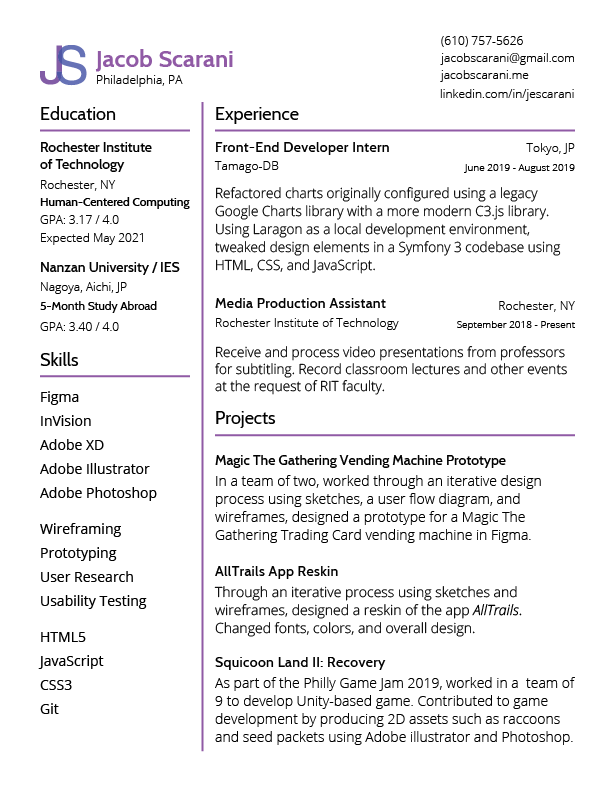 JS
Jacob Scarani
Philadelphia, PA
(610) 757-5626
jacobscarani@gmail.com
jacobscarani.me
linkedin.com/in/jescarani
Education
Rochester Institute
of Technology
Rochester, NY
Human-Centered Computing
GPA: 3.17 / 4.0
Expected May 2021
Nanzan University / IES
Nagoya, Aichi, JP
5-Month Study Abroad
GPA: 3.40 / 4.0
Skills
Figma
InVision
Adobe XD
Adobe Illustrator
Adobe Photoshop
Wireframing
Prototyping
User Research
Usability Testing
HTML5
JavaScript
CSS3
Git
Experience
Front-End Developer Intern
Tokyo, JP
Tamago-DB
June 2019 - August 2019
Refactored charts originally configured using a legacy
Google Charts library with a more modern C3.js library.
Using Laragon as a local development environment,
tweaked design elements in a Symfony 3 codebase using
HTML, CSS, and JavaScript.
Media Production Assistant
Rochester, NY
Rochester Institute of Technology
September 2018 - Present
Receive and process video presentations from professors
for subtitling. Record classroom lectures and other events
at the request of RIT faculty.
Projects
Magic The Gathering Vending Machine Prototype
In a team of two, worked through an iterative design
process using sketches, a user flow diagram, and
wireframes, designed a prototype for a Magic The
Gathering Trading Card vending machine in Figma.
AllTrails App Reskin
Through an iterative process using sketches and
wireframes, designed a reskin of the app AllTrails.
Changed fonts, colors, and overall design.
Squicoon Land II: Recovery
As part of the Philly Game Jam 2019, worked in a team of
9 to develop Unity-based game. Contributed to game
development by producing 2D assets such as raccoons
and seed packets using Adobe illustrator and Photoshop.